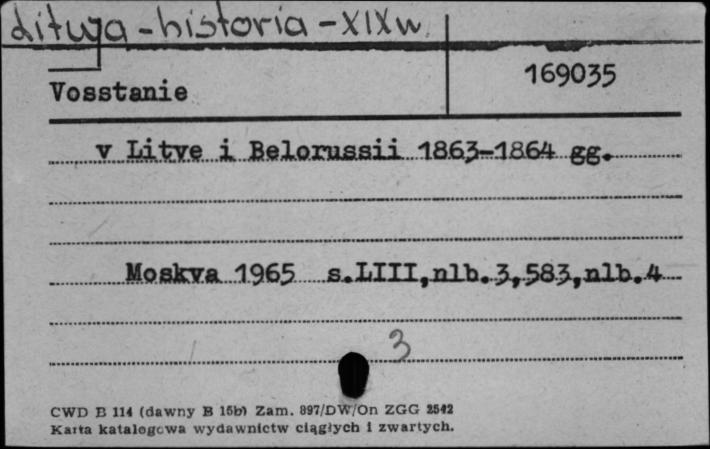 Litwa - historia - XIX w.
169035
Vosstanie
v Litve i Belorussii 1863-1864 gg.
Moskva 1965 s.LIII,nlb.3,583,nlb.4
3
CWD B 114 (dawny B 15b) Zam. 897/DW/On ZGG 2542
Karta katalogowa wydawnictw ciągłych i zwartych.